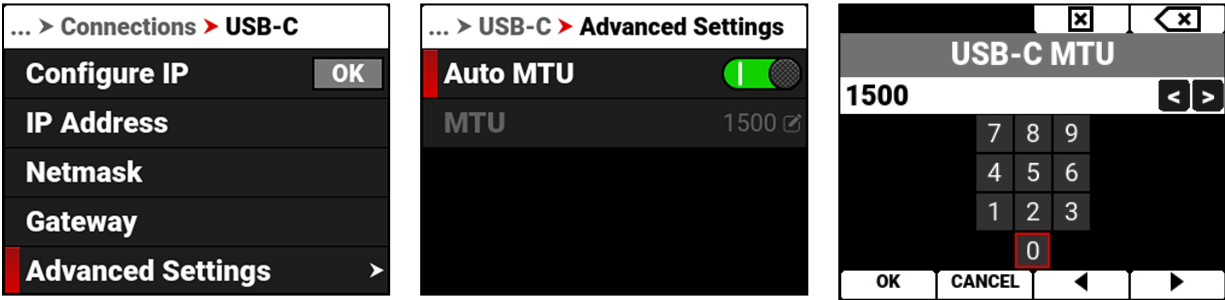 ... > Connections > USB-C
Configure IP OK
IP Address
Netmask
Gateway
Advanced Settings >
... > USB-C > Advanced Settings
Auto MTU
MTU 1500
USB-C MTU
1500 < >
7 8 9
4 5 6
1 2 3
0
OK CANCEL